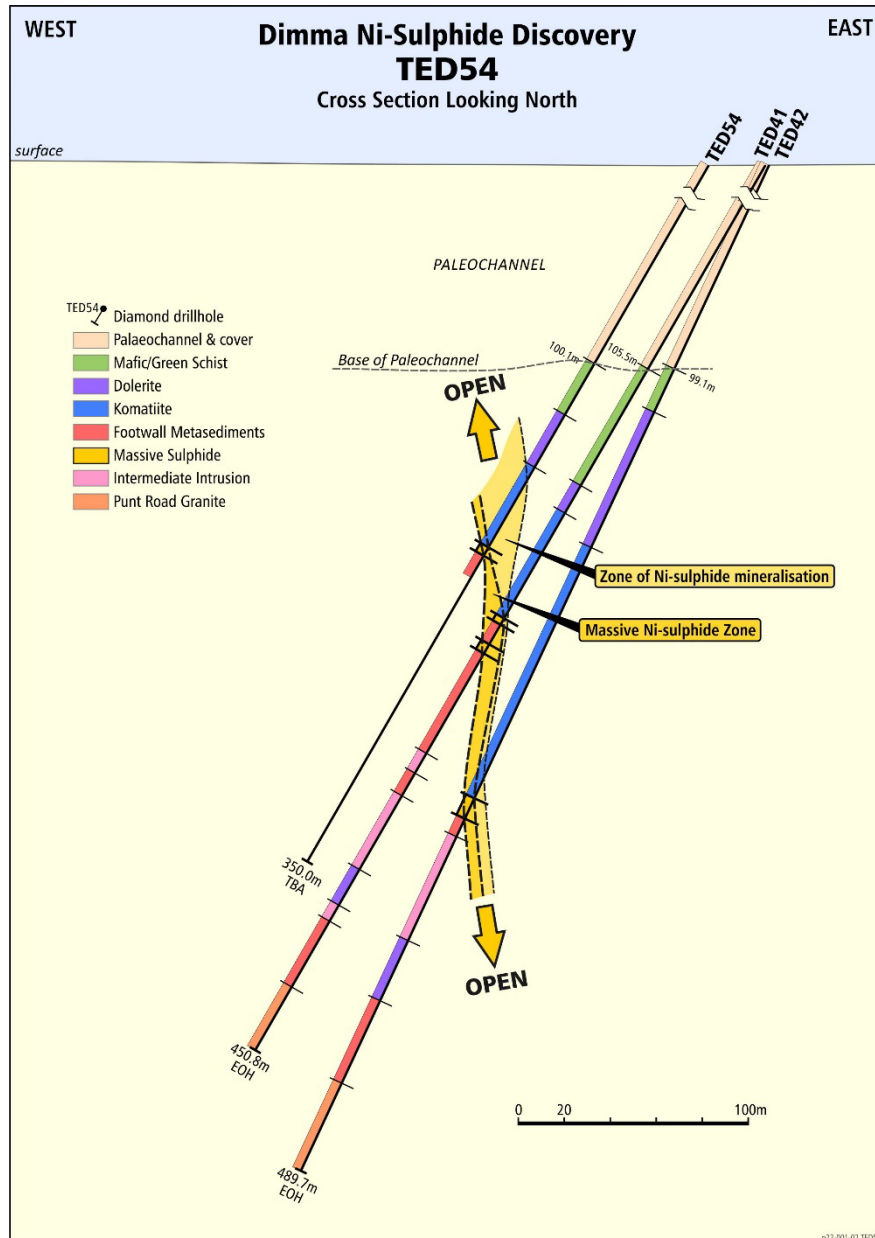 WEST
Dimma Ni-Sulphide Discovery
EAST
TED54
Cross Section Looking North
surface
TED54
TED41
TED42
PALEOCHANNEL
TED54
Diamond drillhole
Palaeochannel & cover
Mafic/Green Schist
Dolerite
Komatiite
Footwall Metasediments
Massive Sulphide
Intermediate Intrusion
Punt Road Granite
Base of Paleochannel
100.1m
105.5m
99.1m
OPEN
Zone of Ni-sulphide mineralisation
Massive Ni-sulphide Zone
350.0m
TBA
OPEN
450.8m
EOH
489.7m
EOH
0 20 100m